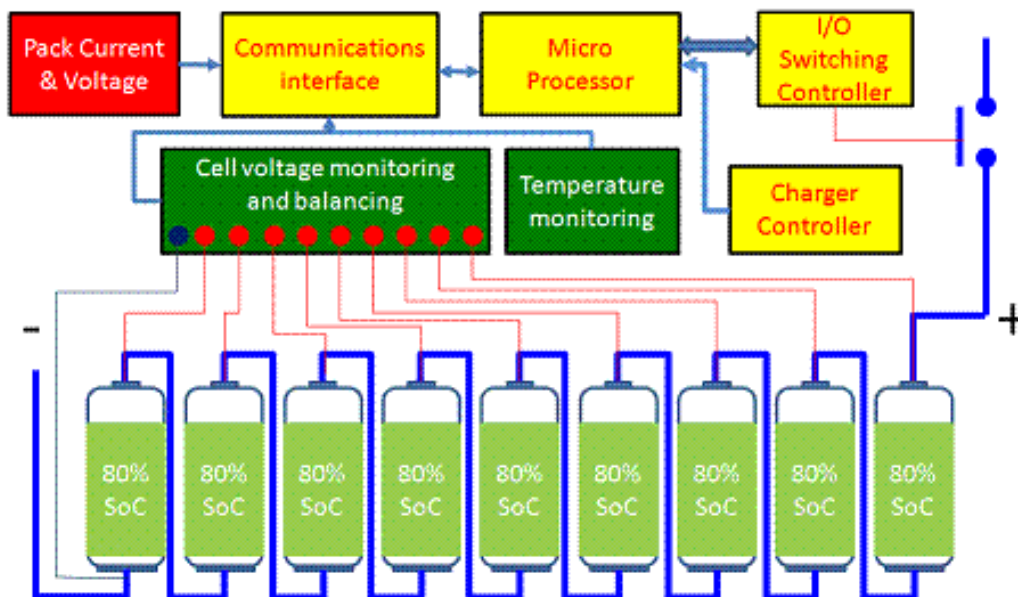 Pack Current
& Voltage
Communications
interface
Micro
Processor
I/O
Switching
Controller
Cell voltage monitoring
and balancing
Temperature
monitoring
Charger
Controller
-
+
80%
SoC
80%
SoC
80%
SoC
80%
SoC
80%
SoC
80%
SoC
80%
SoC
80%
SoC
80%
SoC